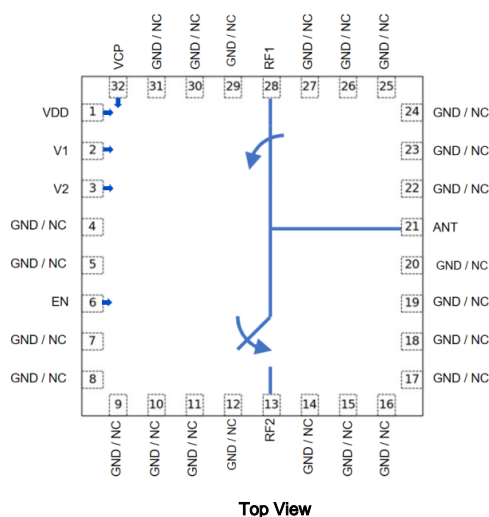 VCP
GND / NC
GND / NC
GND / NC
RF1
GND / NC
GND / NC
GND / NC
32 31 30 29 28 27 26 25
VDD 1 24 GND / NC
V1 2 23 GND / NC
V2 3 22 GND / NC
GND / NC 4 21 ANT
GND / NC 5 20 GND / NC
EN 6 19 GND / NC
GND / NC 7 18 GND / NC
GND / NC 8 17 GND / NC
9 10 11 12 13 14 15 16
GND / NC
GND / NC
GND / NC
GND / NC
RF2
GND / NC
GND / NC
GND / NC
Top View